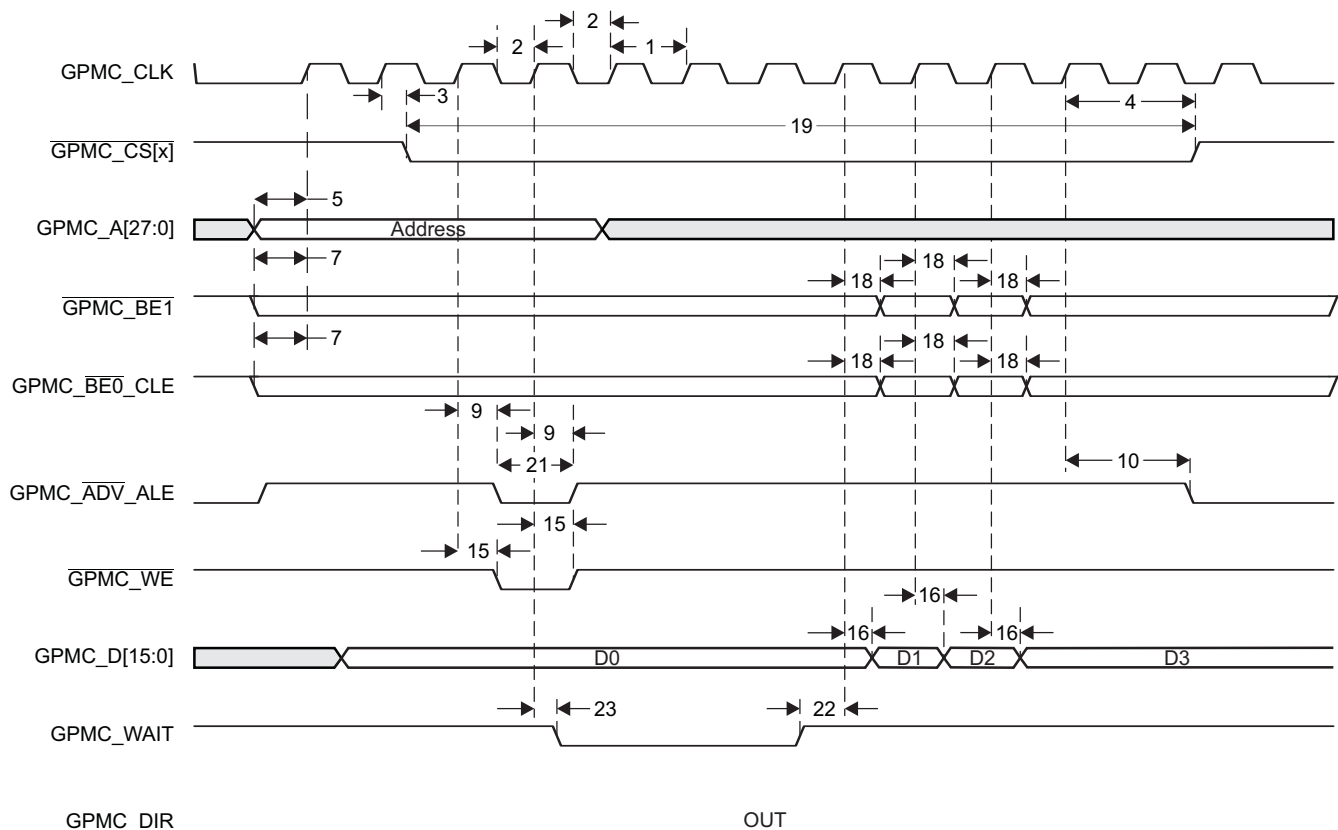 2
2 1
GPMC_CLK
3 4
19
GPMC_CS[x]
5
GPMC_A[27:0] Address
7 18
18 18
GPMC_BE1
7 18
18 18
GPMC_BE0_CLE
9
9
21 10
GPMC_ADV_ALE
15
15
GPMC_WE
16
16 16
GPMC_D[15:0] D0 D1 D2 D3
23 22
GPMC_WAIT
GPMC_DIR OUT